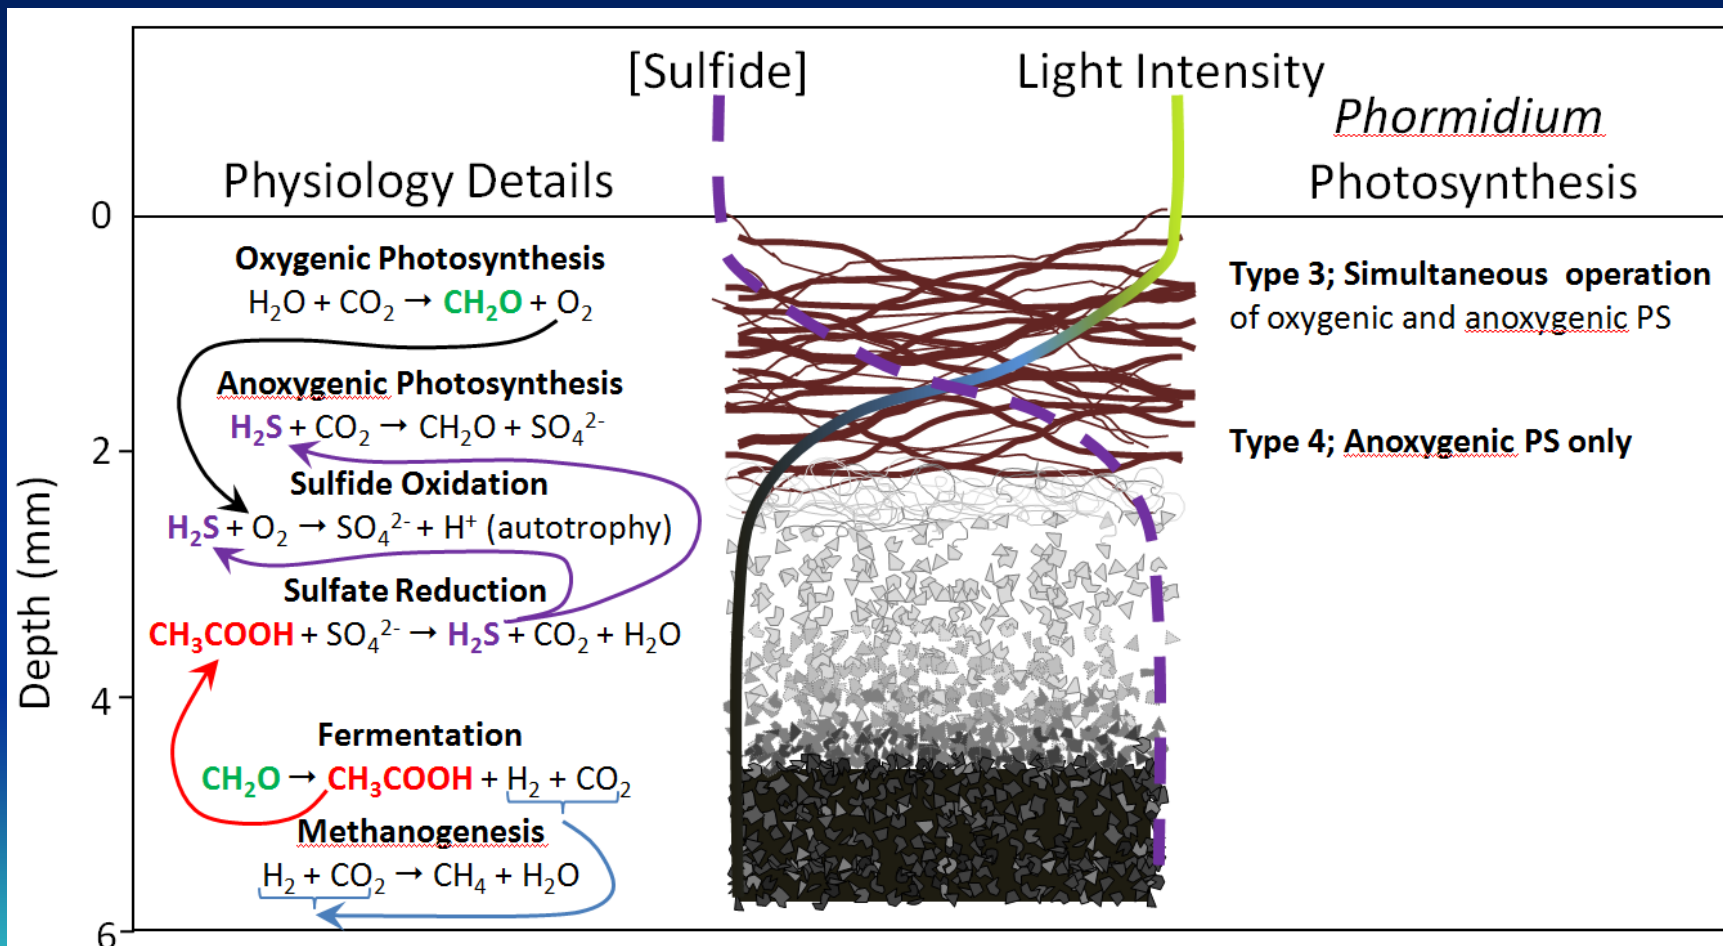 [Sulfide]
Light Intensity
Phormidium
Photosynthesis
Physiology Details
Depth (mm)
0
2
4
6
Oxygenic Photosynthesis
H₂O + CO₂ → CH₂O + O₂
Anoxygenic Photosynthesis
H₂S + CO₂ → CH₂O + SO₄²⁻
Sulfide Oxidation
H₂S + O₂ → SO₄²⁻ + H⁺ (autotrophy)
Sulfate Reduction
CH₃COOH + SO₄²⁻ → H₂S + CO₂ + H₂O
Fermentation
CH₂O → CH₃COOH + H₂ + CO₂
Methanogenesis
H₂ + CO₂ → CH₄ + H₂O
Type 3; Simultaneous operation
of oxygenic and anoxygenic PS
Type 4; Anoxygenic PS only